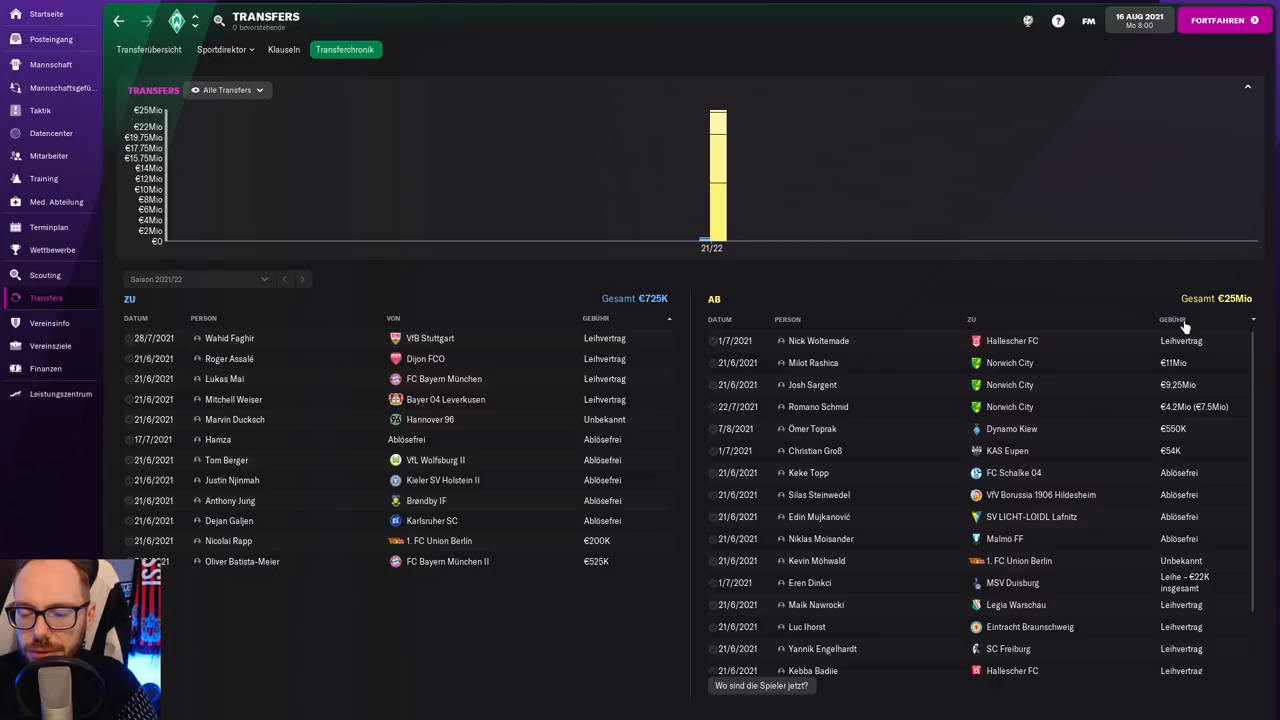 Startseite
Posteingang
Mannschaft
Mannschaftsgefü...
Taktik
Datencenter
Mitarbeiter
Training
Med. Abteilung
Terminplan
Wettbewerbe
Scouting
Transfers
Vereinsinfo
Vereinsziele
Finanzen
Leistungszentrum
TRANSFERS
0 bevorstehende
FM
16 AUG 2021
Mo 8:00
FORTFAHREN
Transferübersicht Sportdirektor Klauseln Transferchronik
TRANSFERS Alle Transfers
€25Mio
€22Mio
€19.75Mio
€17.75Mio
€15.75Mio
€14Mio
€12Mio
€10Mio
€8Mio
€6Mio
€4Mio
€2Mio
€0
21/22
Saison 2021/22
ZU Gesamt €725K
DATUM PERSON VON GEBÜHR
28/7/2021 Wahid Faghir VfB Stuttgart Leihvertrag
21/6/2021 Roger Assalé Dijon FCO Leihvertrag
21/6/2021 Lukas Mai FC Bayern München Leihvertrag
21/6/2021 Mitchell Weiser Bayer 04 Leverkusen Leihvertrag
21/6/2021 Marvin Ducksch Hannover 96 Unbekannt
17/7/2021 Hamza Ablösefrei Ablösefrei
21/6/2021 Tom Berger VfL Wolfsburg II Ablösefrei
21/6/2021 Justin Njinmah Kieler SV Holstein II Ablösefrei
21/6/2021 Anthony Jung Brøndby IF Ablösefrei
21/6/2021 Dejan Galjen Karlsruher SC Ablösefrei
21/6/2021 Nicolai Rapp 1. FC Union Berlin €200K
Oliver Batista-Meier FC Bayern München II €525K
AB Gesamt €25Mio
DATUM PERSON ZU GEBÜHR
1/7/2021 Nick Woltemade Hallescher FC Leihvertrag
21/6/2021 Milot Rashica Norwich City €11Mio
21/6/2021 Josh Sargent Norwich City €9.25Mio
22/7/2021 Romano Schmid Norwich City €4.2Mio (€7.5Mio)
7/8/2021 Ömer Toprak Dynamo Kiew €550K
1/7/2021 Christian Groß KAS Eupen €54K
21/6/2021 Keke Topp FC Schalke 04 Ablösefrei
21/6/2021 Silas Steinwedel VfV Borussia 1906 Hildesheim Ablösefrei
21/6/2021 Edin Mujkanović SV LICHT-LOIDL Lafnitz Ablösefrei
21/6/2021 Niklas Moisander Malmö FF Ablösefrei
21/6/2021 Kevin Möhwald 1. FC Union Berlin Unbekannt
1/7/2021 Eren Dinkci MSV Duisburg Leihe – €22K
insgesamt
21/6/2021 Maik Nawrocki Legia Warschau Leihvertrag
21/6/2021 Luc Ihorst Eintracht Braunschweig Leihvertrag
21/6/2021 Yannik Engelhardt SC Freiburg Leihvertrag
21/6/2021 Kebba Badjie Hallescher FC Leihvertrag
Wo sind die Spieler jetzt?